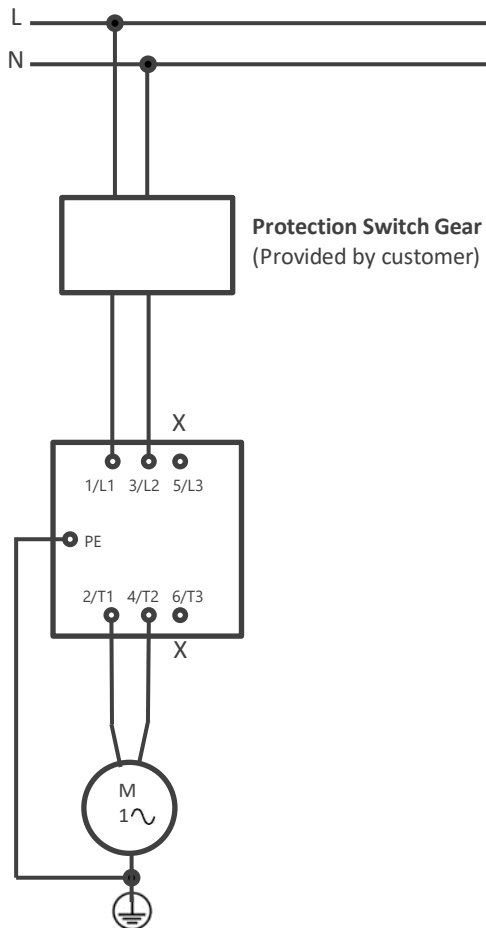 L
N
Protection Switch Gear
(Provided by customer)
X
1/L1 3/L2 5/L3
PE
2/T1 4/T2 6/T3
X
M
1